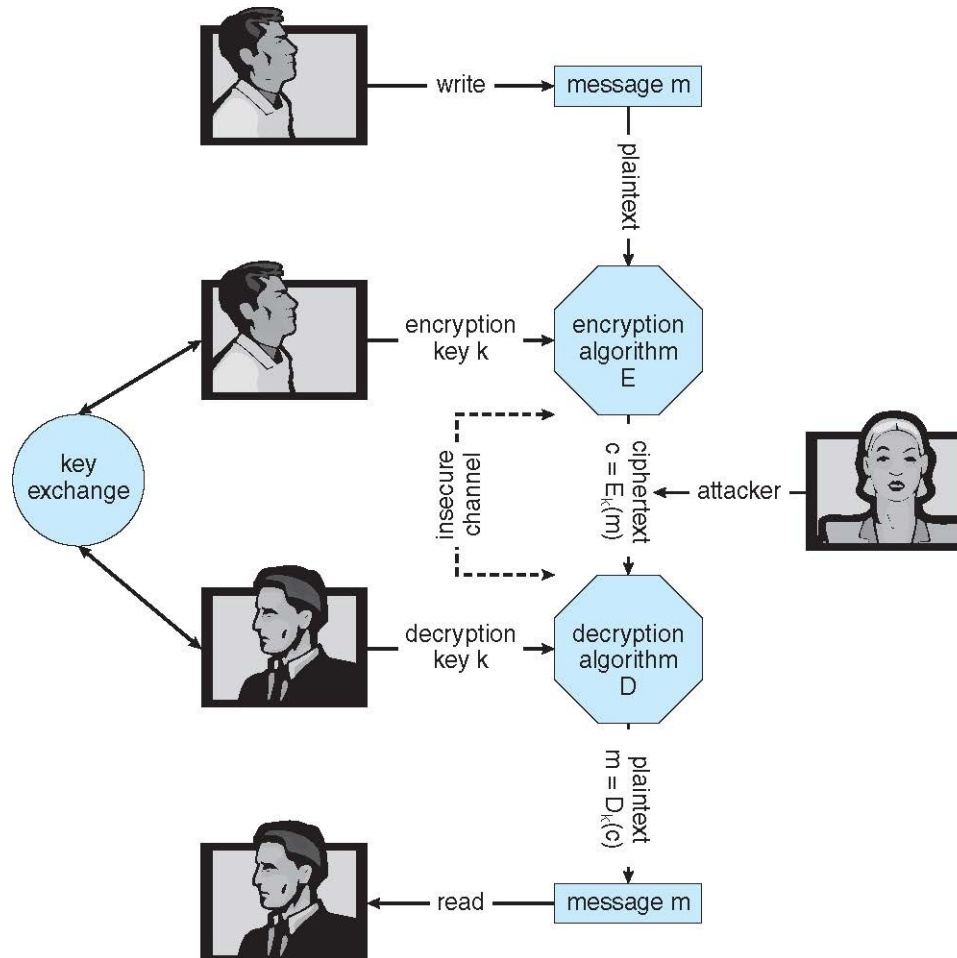 write
message m
plaintext
encryption
key k
encryption
algorithm
E
key
exchange
insecure
channel
ciphertext
c = Eₖ(m)
attacker
decryption
key k
decryption
algorithm
D
plaintext
m = Dₖ(c)
read
message m